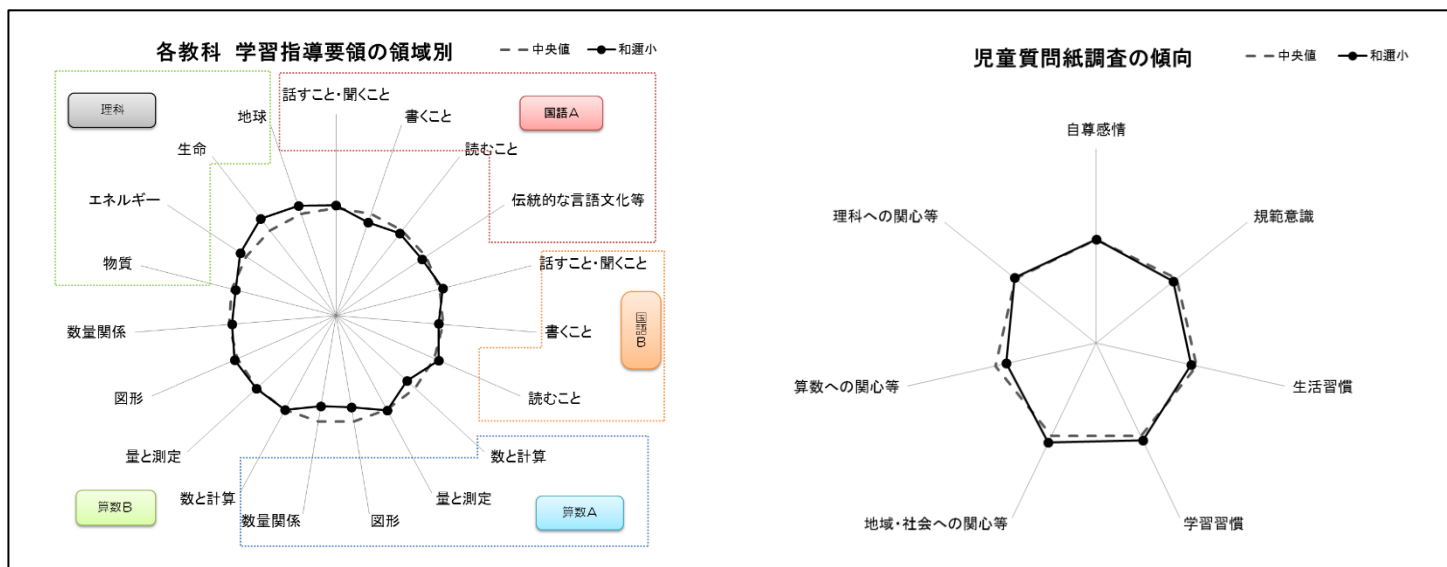 各教科 学習指導要領の領域別
中央値
和邇小
理科
国語A
話すこと・聞くこと
書くこと
読むこと
伝統的な言語文化等
話すこと・聞くこと
書くこと
読むこと
国語B
数と計算
量と測定
図形
数量関係
算数A
数と計算
量と測定
図形
数量関係
算数B
物質
エネルギー
生命
地球
児童質問紙調査の傾向
中央値
和邇小
自尊感情
規範意識
生活習慣
学習習慣
地域・社会への関心等
算数への関心等
理科への関心等